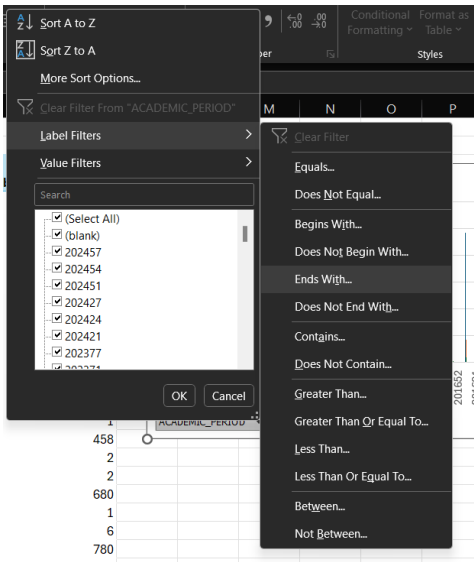 Sort A to Z
Sort Z to A
More Sort Options...
Clear Filter From "ACADEMIC_PERIOD"
Label Filters
Value Filters
Search
(Select All)
(blank)
202457
202454
202451
202427
202424
202421
202377
202371
OK
Cancel
.00
.00
Conditional Format as
Formatting Table
Styles
M N O P
Clear Filter
Equals...
Does Not Equal...
Begins With...
Does Not Begin With...
Ends With...
Does Not End With...
Contains...
Does Not Contain...
Greater Than...
Greater Than Or Equal To...
Less Than...
Less Than Or Equal To...
Between...
Not Between...
201652
1
ACADEMIC_PERIOD
458
2
2
680
1
6
780